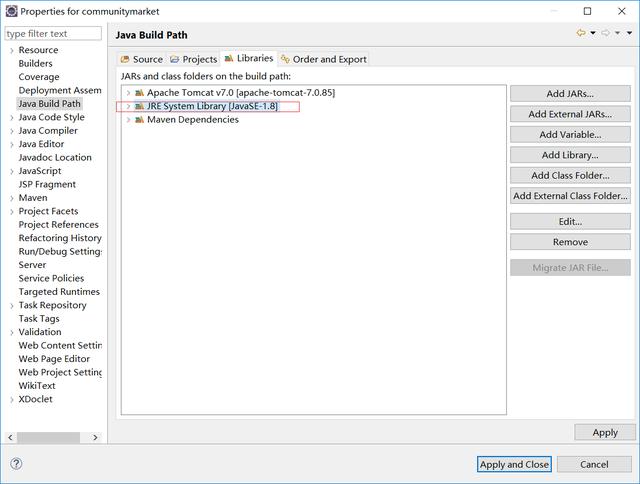 Properties for communitymarket
type filter text
Resource
Builders
Coverage
Deployment Assem
Java Build Path
Java Code Style
Java Compiler
Java Editor
Javadoc Location
JavaScript
JSP Fragment
Maven
Project Facets
Project References
Refactoring History
Run/Debug Settings
Server
Service Policies
Targeted Runtimes
Task Repository
Task Tags
Validation
Web Content Settin
Web Page Editor
Web Project Setting
WikiText
XDoclet
Java Build Path
Source Projects Libraries Order and Export
JARs and class folders on the build path:
Apache Tomcat v7.0 [apache-tomcat-7.0.85]
JRE System Library [JavaSE-1.8]
Maven Dependencies
Add JARs...
Add External JARs...
Add Variable...
Add Library...
Add Class Folder...
Add External Class Folder...
Edit...
Remove
Migrate JAR File...
Apply
Apply and Close Cancel